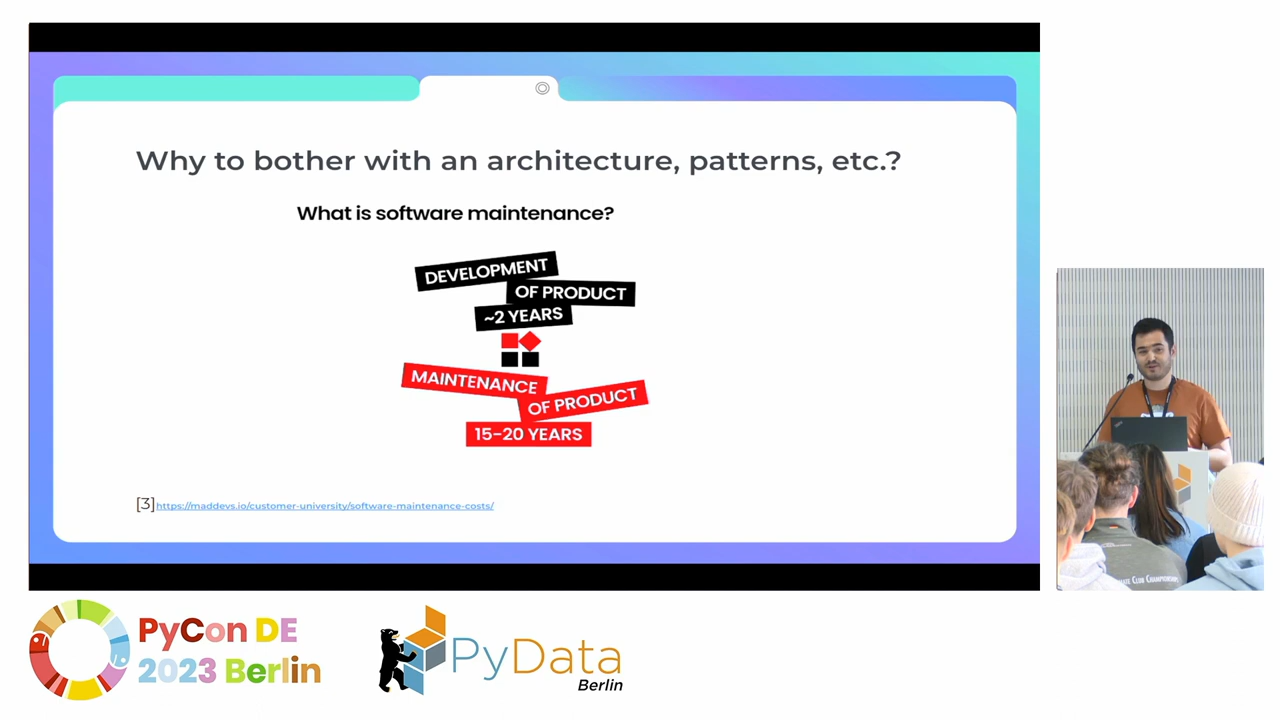 Why to bother with an architecture, patterns, etc.?
What is software maintenance?
DEVELOPMENT
OF PRODUCT
~2 YEARS
MAINTENANCE
OF PRODUCT
15-20 YEARS
[3]https://maddevs.io/customer-university/software-maintenance-costs/
PyCon DE
2023 Berlin
PyData
Berlin